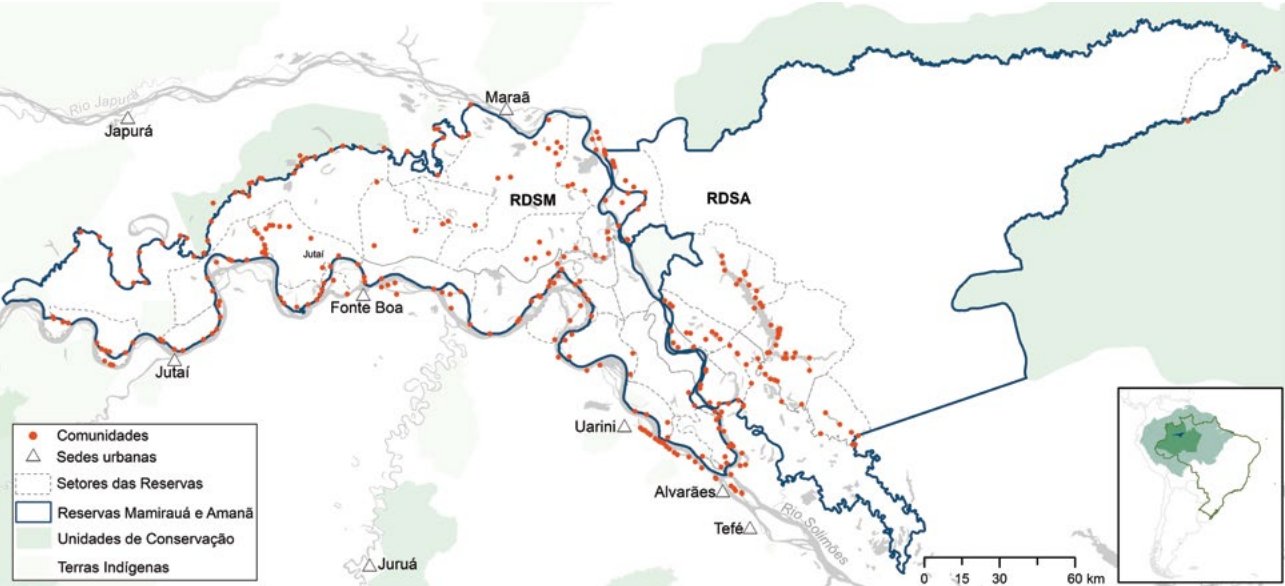 Rio Japurá
Japurá
Maraã
RDSM
RDSA
Jutaí
Fonte Boa
Jutaí
Uarini
Alvarães
Tefé
Rio Solimões
Juruá
Comunidades
Sedes urbanas
Setores das Reservas
Reservas Mamirauá e Amanã
Unidades de Conservação
Terras Indígenas
0 15 30 60 km